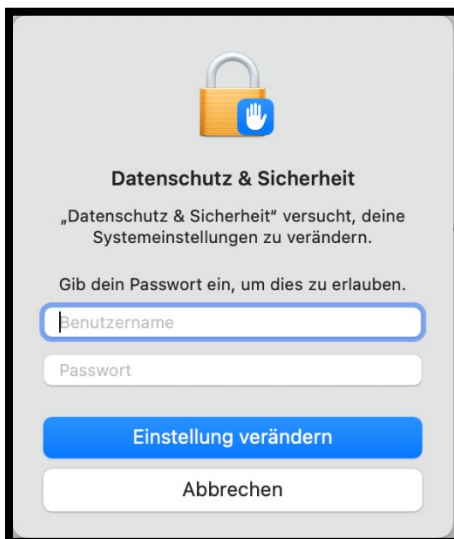 Datenschutz & Sicherheit
„Datenschutz & Sicherheit“ versucht, deine
Systemeinstellungen zu verändern.
Gib dein Passwort ein, um dies zu erlauben.
Benutzername
Passwort
Einstellung verändern
Abbrechen